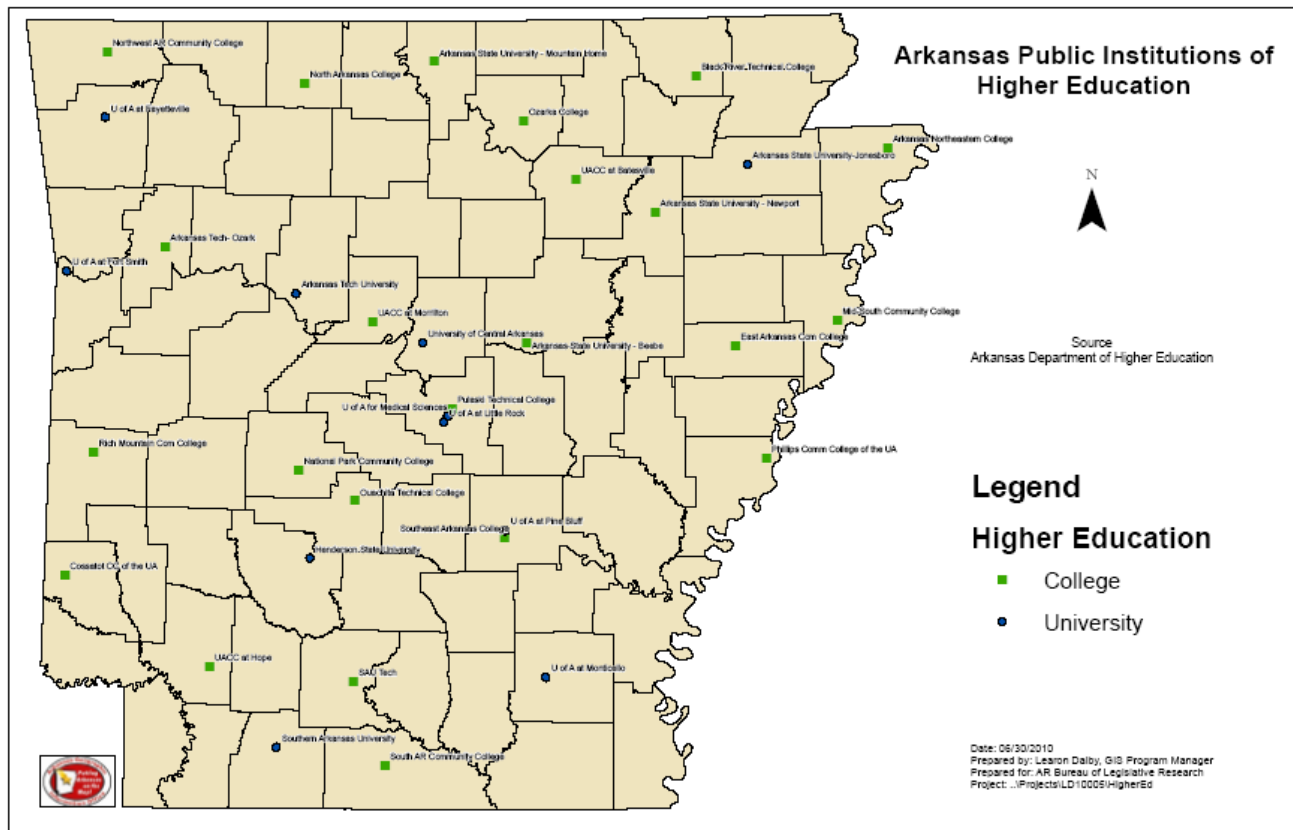 Arkansas Public Institutions of
Higher Education
Northwest AR Community College
Arkansas State University - Mountain Home
North Arkansas College
Black River Technical College
U of A at Fayetteville
Ozarka College
Arkansas Northeastern College
Arkansas State University-Jonesboro
UACC at Batesville
N
Arkansas State University - Newport
Arkansas Tech- Ozark
U of A at Fort Smith
Arkansas Tech University
UACC at Morrilton
Mid-South Community College
University of Central Arkansas
East Arkansas Com College
Arkansas State University - Beebe
Source
Arkansas Department of Higher Education
Pulaski Technical College
U of A for Medical Sciences
U of A at Little Rock
Rich Mountain Com College
National Park Community College
Phillips Comm College of the UA
Ouachita Technical College
Legend
U of A at Pine Bluff
Southeast Arkansas College
Higher Education
Henderson State University
Cossatot CC of the UA
College
University
UACC at Hope
SAU Tech
U of A at Monticello
Southern Arkansas University
South AR Community College
Date: 06/30/2010
Prepared by: Learon Dalby, GIS Program Manager
Prepared for: AR Bureau of Legislative Research
Project: ..\Projects\LD10005\HigherEd